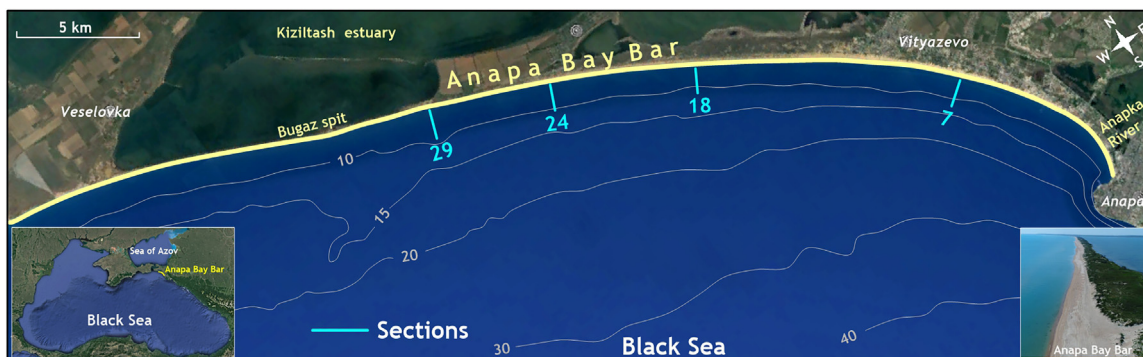 5 km
Kiziltash estuary
Anapa Bay Bar
Vityazevo
N
E
W
S
Veselovka
Bugaz spit
29
24
18
7
Anapka
River
Anapa
10
15
20
30
40
Sea of Azov
Anapa Bay Bar
Black Sea
Sections
Black Sea
Anapa Bay Bar